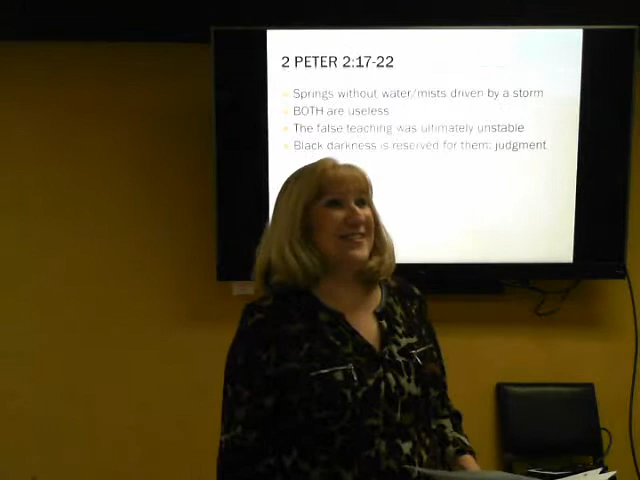 2 PETER 2:17-22
Springs without water/mists driven by a storm
BOTH are useless
The false teaching was ultimately unstable
Black darkness is reserved for them: judgment